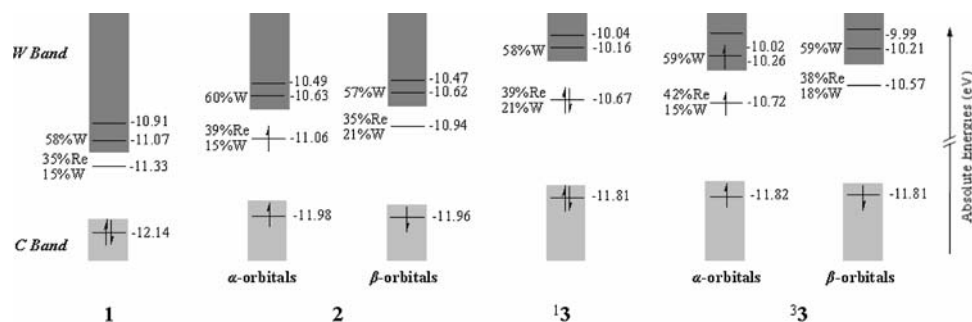 W Band
C Band
-10.91
58%W
-11.07
35%Re
15%W
-11.33
-12.14
1
-10.49
60%W
-10.63
39%Re
15%W
-11.06
-11.98
α-orbitals
-10.47
57%W
-10.62
35%Re
21%W
-10.94
-11.96
β-orbitals
2
-10.04
58%W
-10.16
39%Re
21%W
-10.67
-11.81
¹3
-10.02
59%W
-10.26
42%Re
15%W
-10.72
-11.82
α-orbitals
-9.99
59%W
-10.21
38%Re
18%W
-10.57
-11.81
β-orbitals
³3
Absolute Energies (eV)